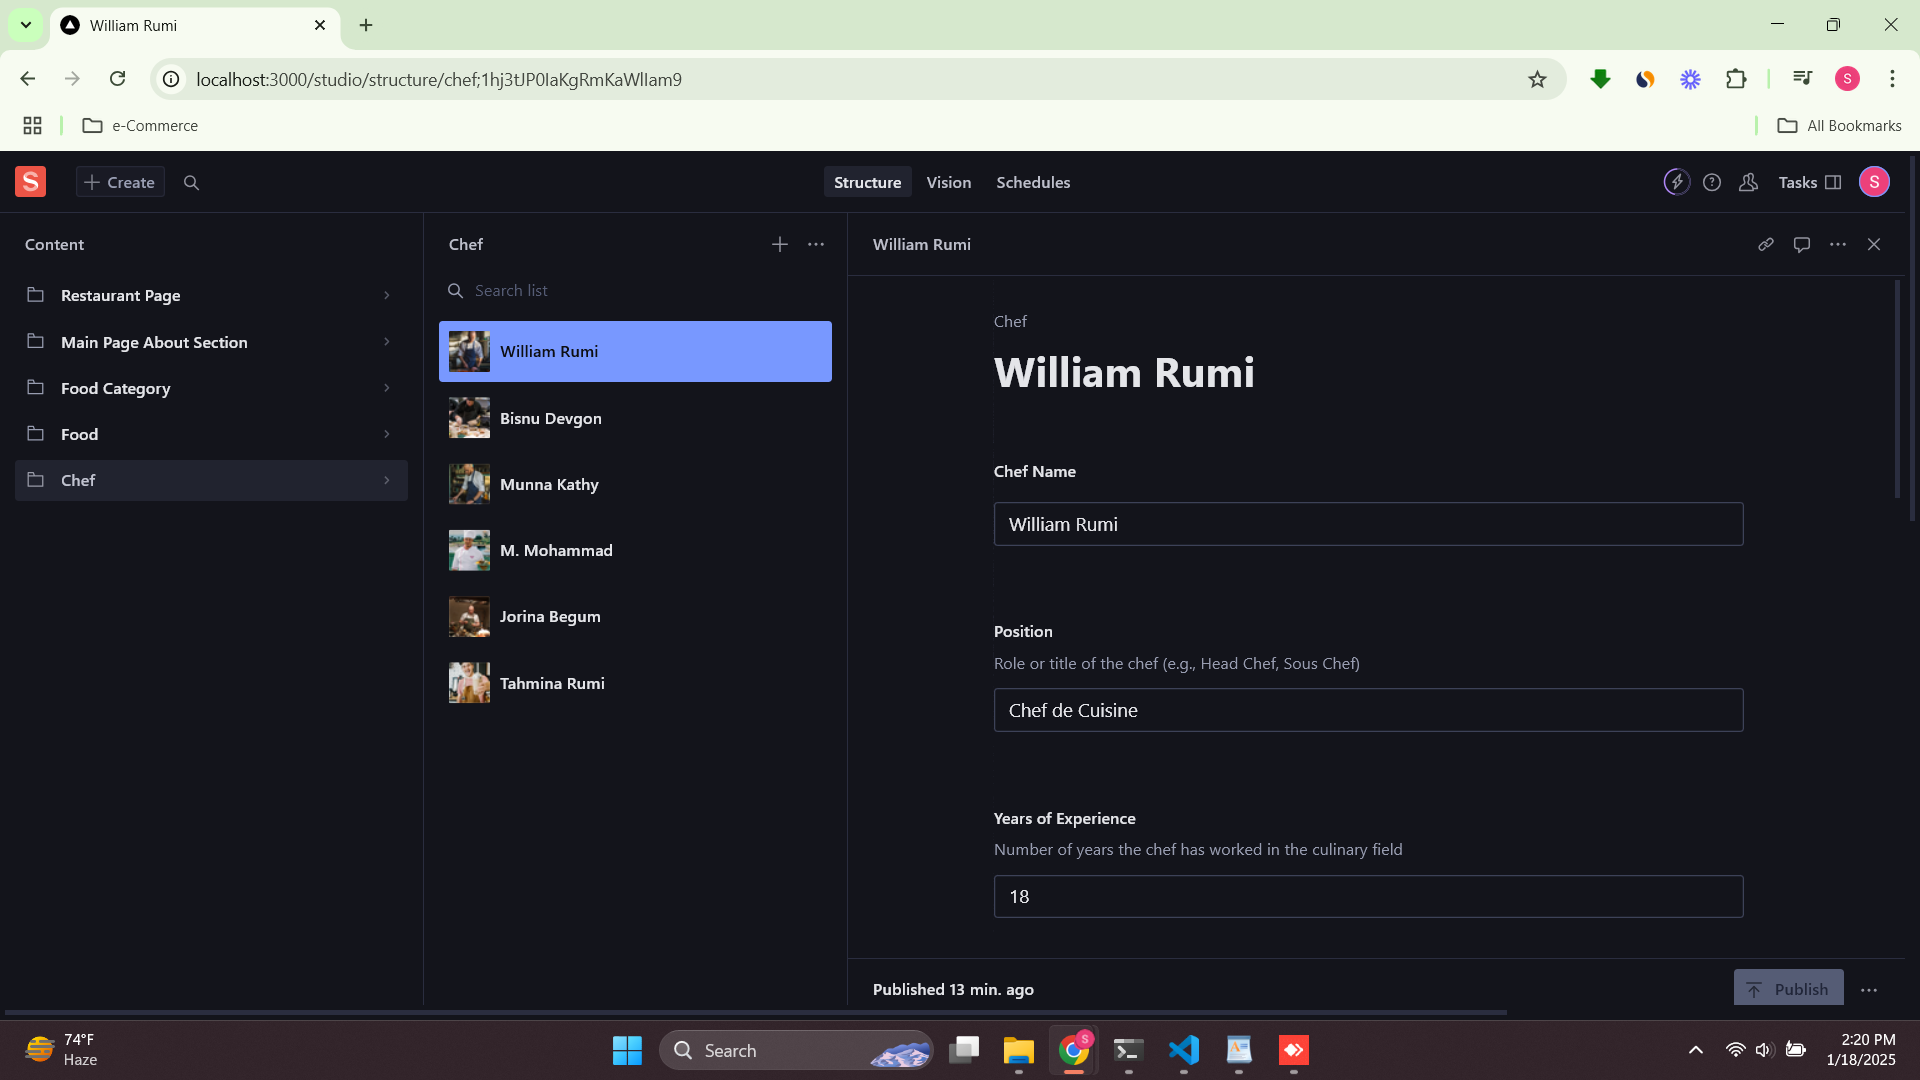 William Rumi
localhost:3000/studio/structure/chef;1hj3tJP0IaKgRmKaWlIam9
S
e-Commerce
All Bookmarks
S
Create
Structure
Vision
Schedules
Tasks
S
Content
Restaurant Page
Main Page About Section
Food Category
Food
Chef
Chef
Search list
William Rumi
Bisnu Devgon
Munna Kathy
M. Mohammad
Jorina Begum
Tahmina Rumi
William Rumi
Chef
William Rumi
Chef Name
William Rumi
Position
Role or title of the chef (e.g., Head Chef, Sous Chef)
Chef de Cuisine
Years of Experience
Number of years the chef has worked in the culinary field
18
Published 13 min. ago
Publish
74°F
Haze
Search
S
2:20 PM
1/18/2025